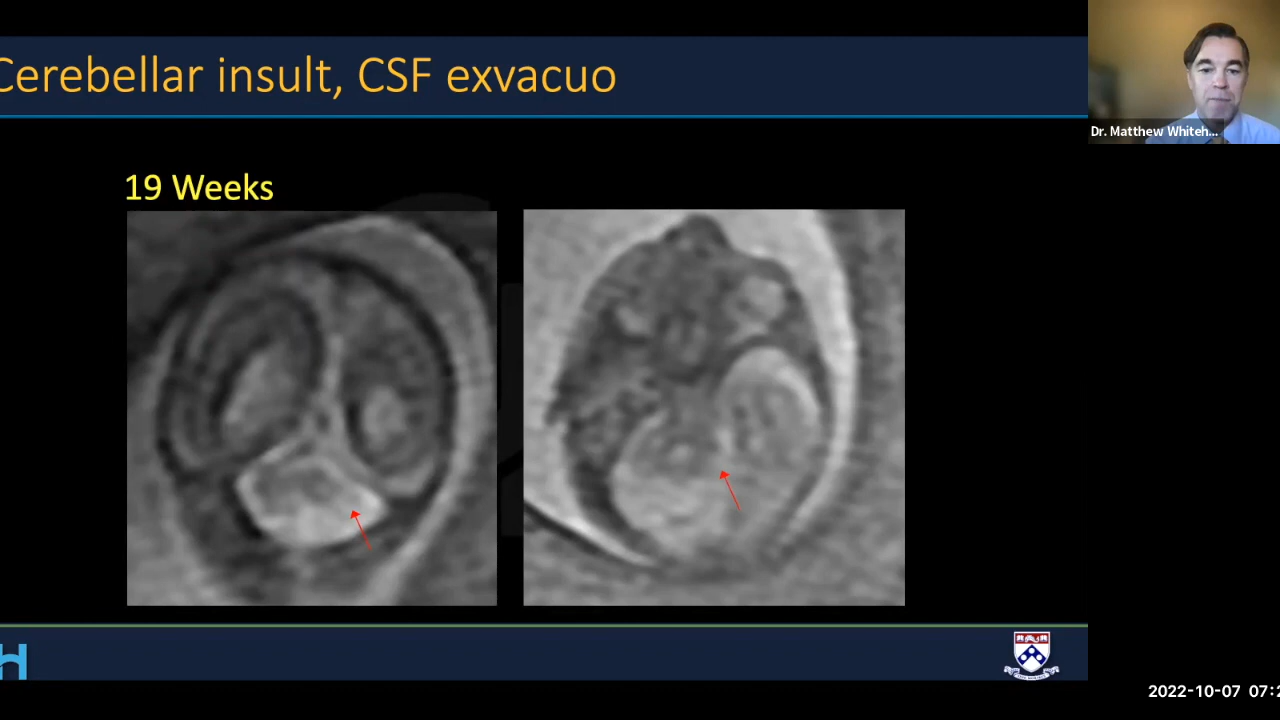 Cerebellar insult, CSF exvacuo
Dr. Matthew Whiteh...
19 Weeks
H
2022-10-07 07:2